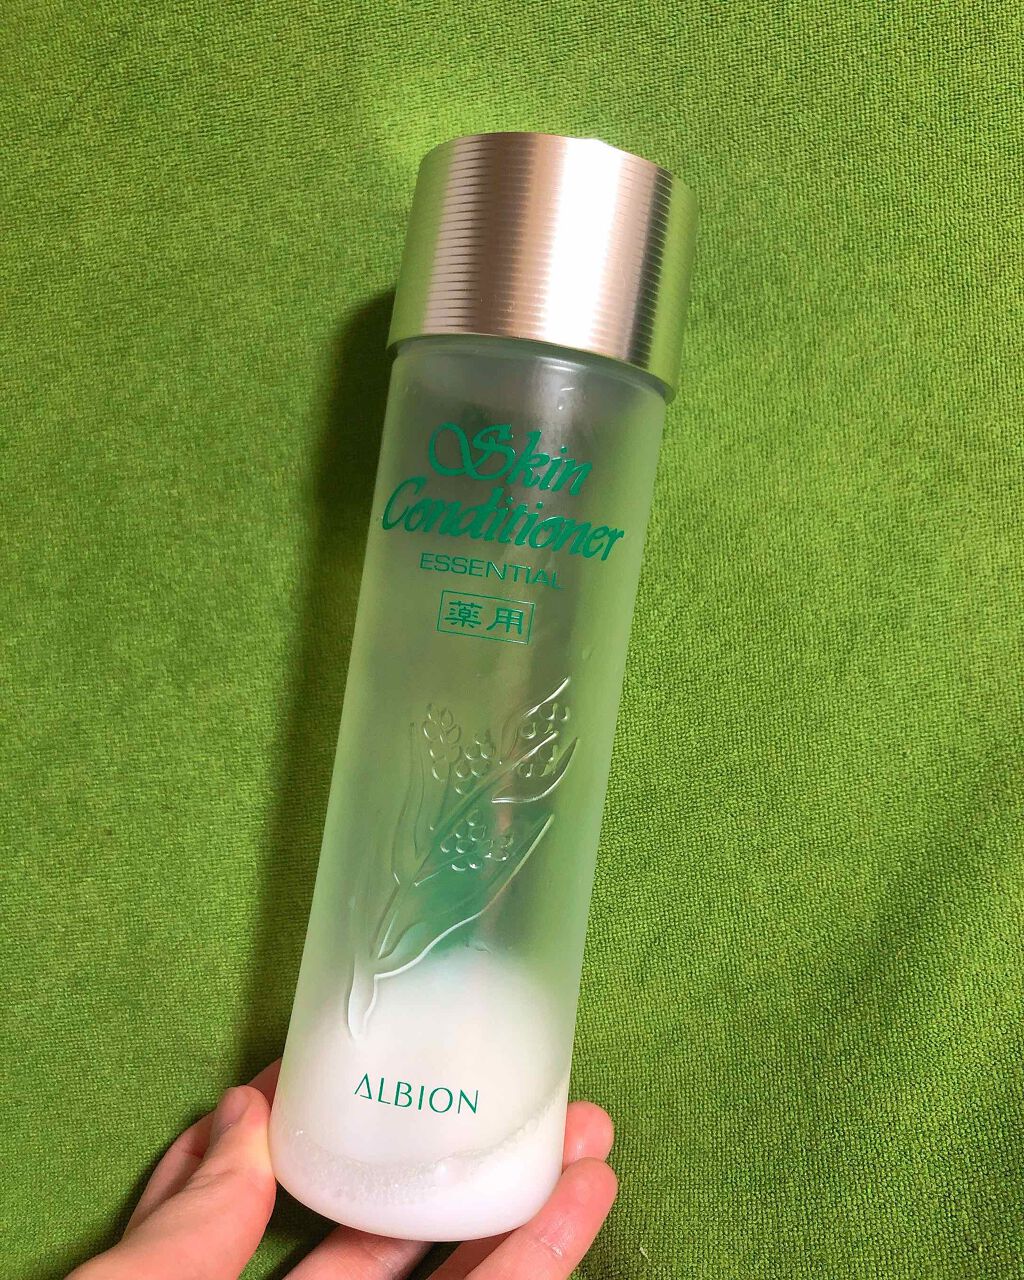 Skin
Conditioner
ESSENTIAL
薬用
ALBION